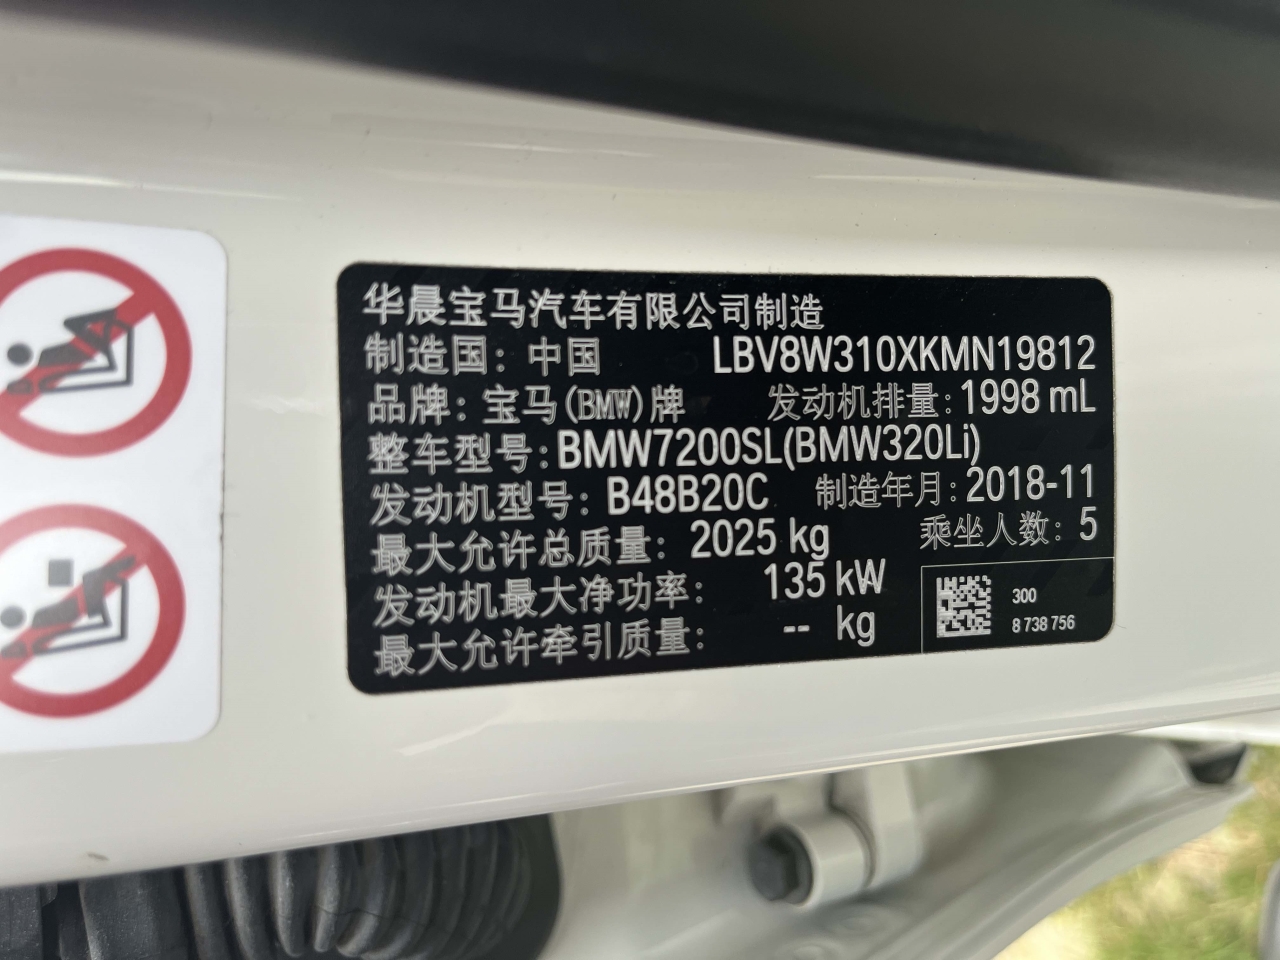 华晨宝马汽车有限公司制造
制造国：中国 LBV8W310XKMN19812
品牌：宝马(BMW)牌 发动机排量：1998 mL
整车型号：BMW7200SL(BMW320Li)
发动机型号：B48B20C 制造年月：2018-11
最大允许总质量：2025 kg 乘坐人数：5
发动机最大净功率：135 kW
最大允许牵引质量：-- kg
300
8 738 756